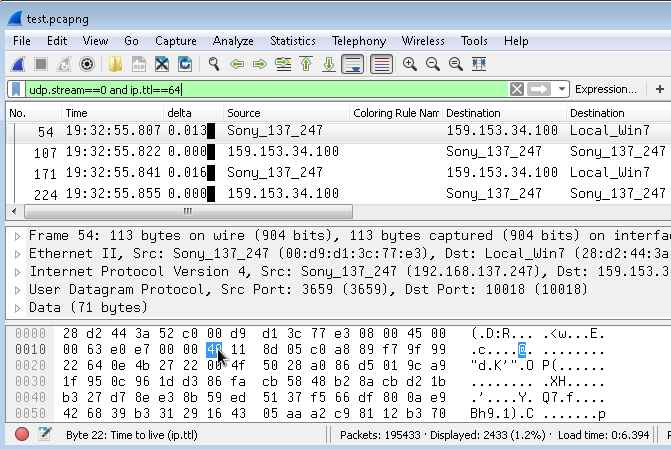 test.pcapng
File Edit View Go Capture Analyze Statistics Telephony Wireless Tools Help
udp.stream==0 and ip.ttl==64 Expression...
No. Time delta Source Coloring Rule Nam Destination Destination
54 19:32:55.807 0.013 Sony_137_247 159.153.34.100 Local_Win7
107 19:32:55.822 0.000 159.153.34.100 Sony_137_247 Sony_137_247
171 19:32:55.841 0.016 Sony_137_247 159.153.34.100 Local_Win7
224 19:32:55.855 0.000 159.153.34.100 Sony_137_247 Sony_137_247
Frame 54: 113 bytes on wire (904 bits), 113 bytes captured (904 bits) on interfa
Ethernet II, Src: Sony_137_247 (00:d9:d1:3c:77:e3), Dst: Local_Win7 (28:d2:44:3a
Internet Protocol Version 4, Src: Sony_137_247 (192.168.137.247), Dst: 159.153.3
User Datagram Protocol, Src Port: 3659 (3659), Dst Port: 10018 (10018)
Data (71 bytes)
0000 28 d2 44 3a 52 c0 00 d9 d1 3c 77 e3 08 00 45 00 (.D:R... .<w...E.
0010 00 63 e0 e7 00 00 40 11 8d 05 c0 a8 89 f7 9f 99 .c....@. ........
0020 22 64 0e 4b 27 22 00 4f 50 28 a0 86 d5 01 9c a9 "d.K'".O P(......
0030 1f 95 0c 96 1d d3 86 fa cb 58 48 b2 8a cb d2 1b ........ .XH.....
0040 b3 27 d7 8e e3 8b 59 ed 51 37 f5 66 df 80 0a e9 .'....Y. Q7.f....
0050 42 68 39 b3 31 29 16 43 05 aa a2 c9 81 12 b3 70 Bh9.1).C .......p
Byte 22: Time to live (ip.ttl) Packets: 195433 · Displayed: 2433 (1.2%) · Load time: 0:6.394